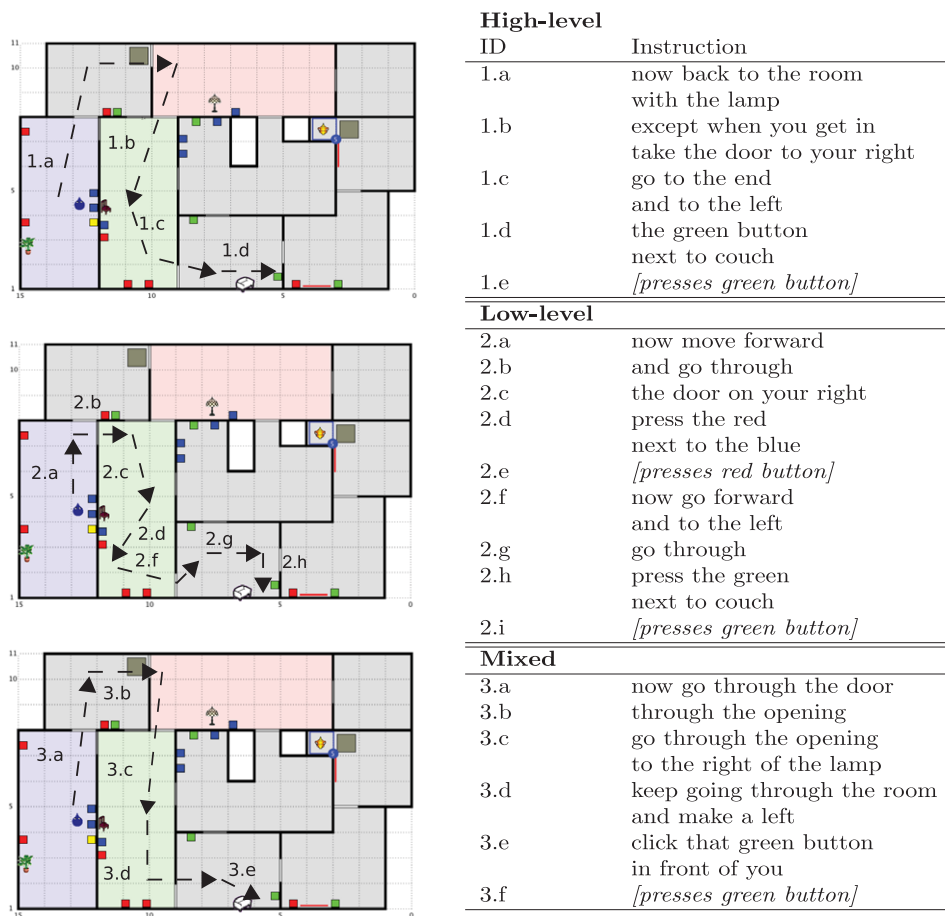 High-level
ID Instruction
1.a now back to the room
with the lamp
1.b except when you get in
take the door to your right
1.c go to the end
and to the left
1.d the green button
next to couch
1.e [presses green button]
Low-level
2.a now move forward
2.b and go through
2.c the door on your right
2.d press the red
next to the blue
2.e [presses red button]
2.f now go forward
and to the left
2.g go through
2.h press the green
next to couch
2.i [presses green button]
Mixed
3.a now go through the door
3.b through the opening
3.c go through the opening
to the right of the lamp
3.d keep going through the room
and make a left
3.e click that green button
in front of you
3.f [presses green button]
11
10
1.b
1.a
5
1.c
1.d
1
15 10 5 0
11
10
2.b
2.a 2.c
5
2.d
2.g
2.f 2.h
1
15 10 5 0
11
10
3.b
3.a
3.c
5
3.d 3.e
1
15 10 5 0